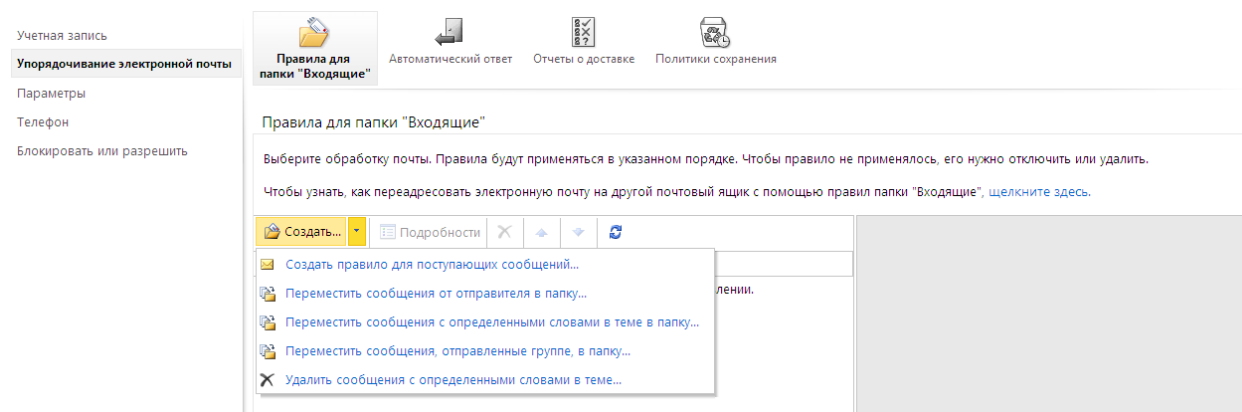 Учетная запись
Упорядочивание электронной почты
Параметры
Телефон
Блокировать или разрешить
Правила для
папки "Входящие"
Автоматический ответ
Отчеты о доставке
Политики сохранения
Правила для папки "Входящие"
Выберите обработку почты. Правила будут применяться в указанном порядке. Чтобы правило не применялось, его нужно отключить или удалить.
Чтобы узнать, как переадресовать электронную почту на другой почтовый ящик с помощью правил папки "Входящие", щелкните здесь.
Создать...
Подробности
Создать правило для поступающих сообщений...
Переместить сообщения от отправителя в папку...
Переместить сообщения с определенными словами в теме в папку...
Переместить сообщения, отправленные группе, в папку...
Удалить сообщения с определенными словами в теме...